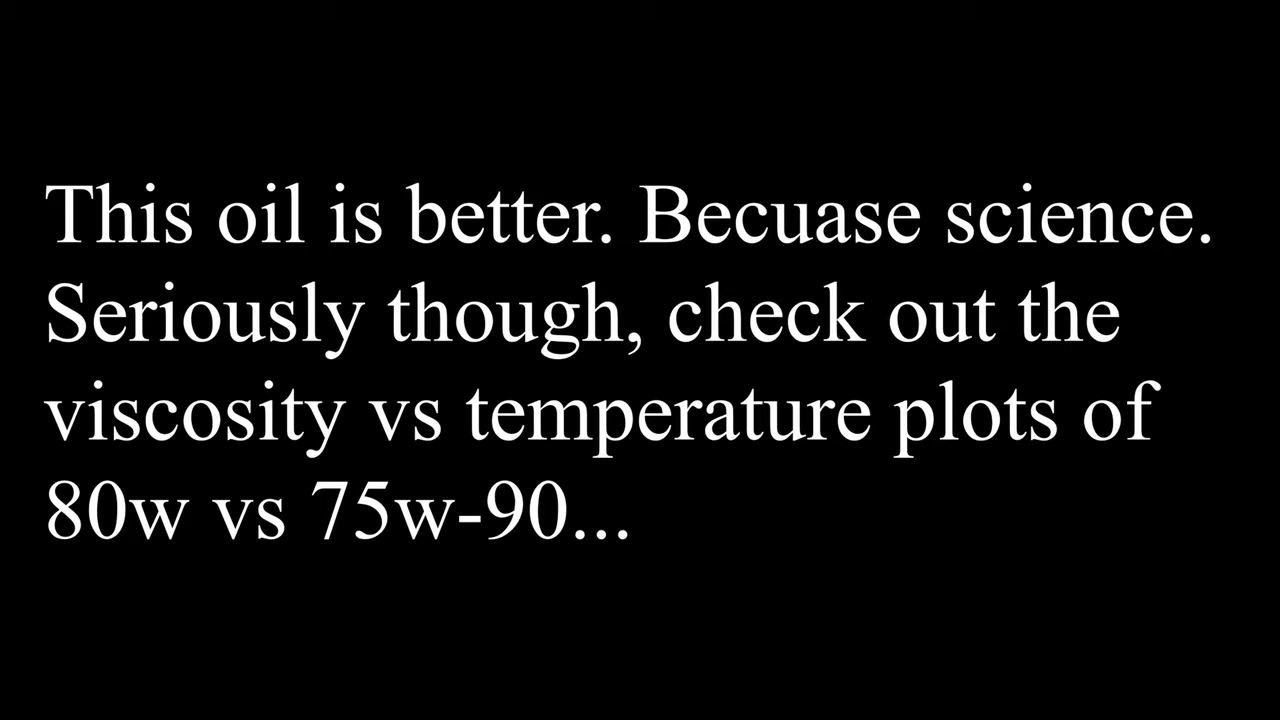 This oil is better. Becuase science.
Seriously though, check out the
viscosity vs temperature plots of
80w vs 75w-90...